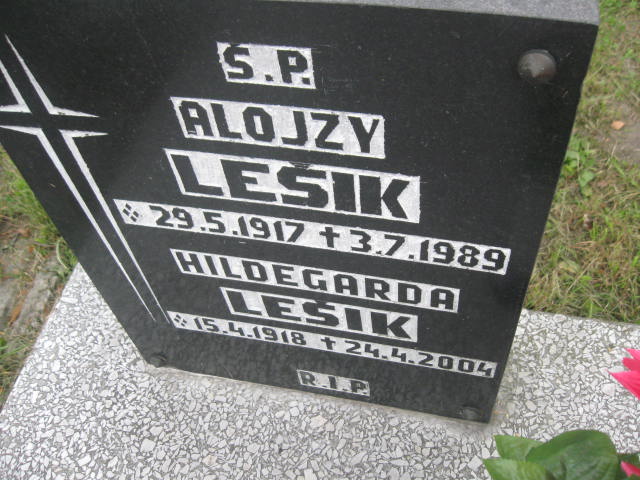 Ś.P.
ALOJZY
LEŚIK
29.5.1917 † 3.7.1989
HILDEGARDA
LEŚIK
15.4.1918 † 24.4.2004
R.I.P.